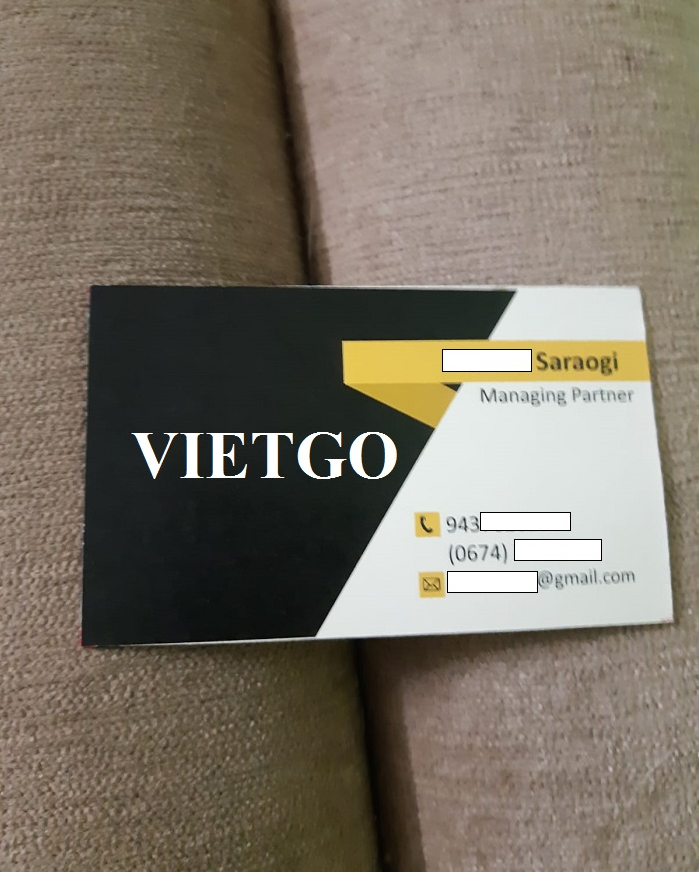 Saraogi
Managing Partner
VIETGO
943
(0674)
@gmail.com